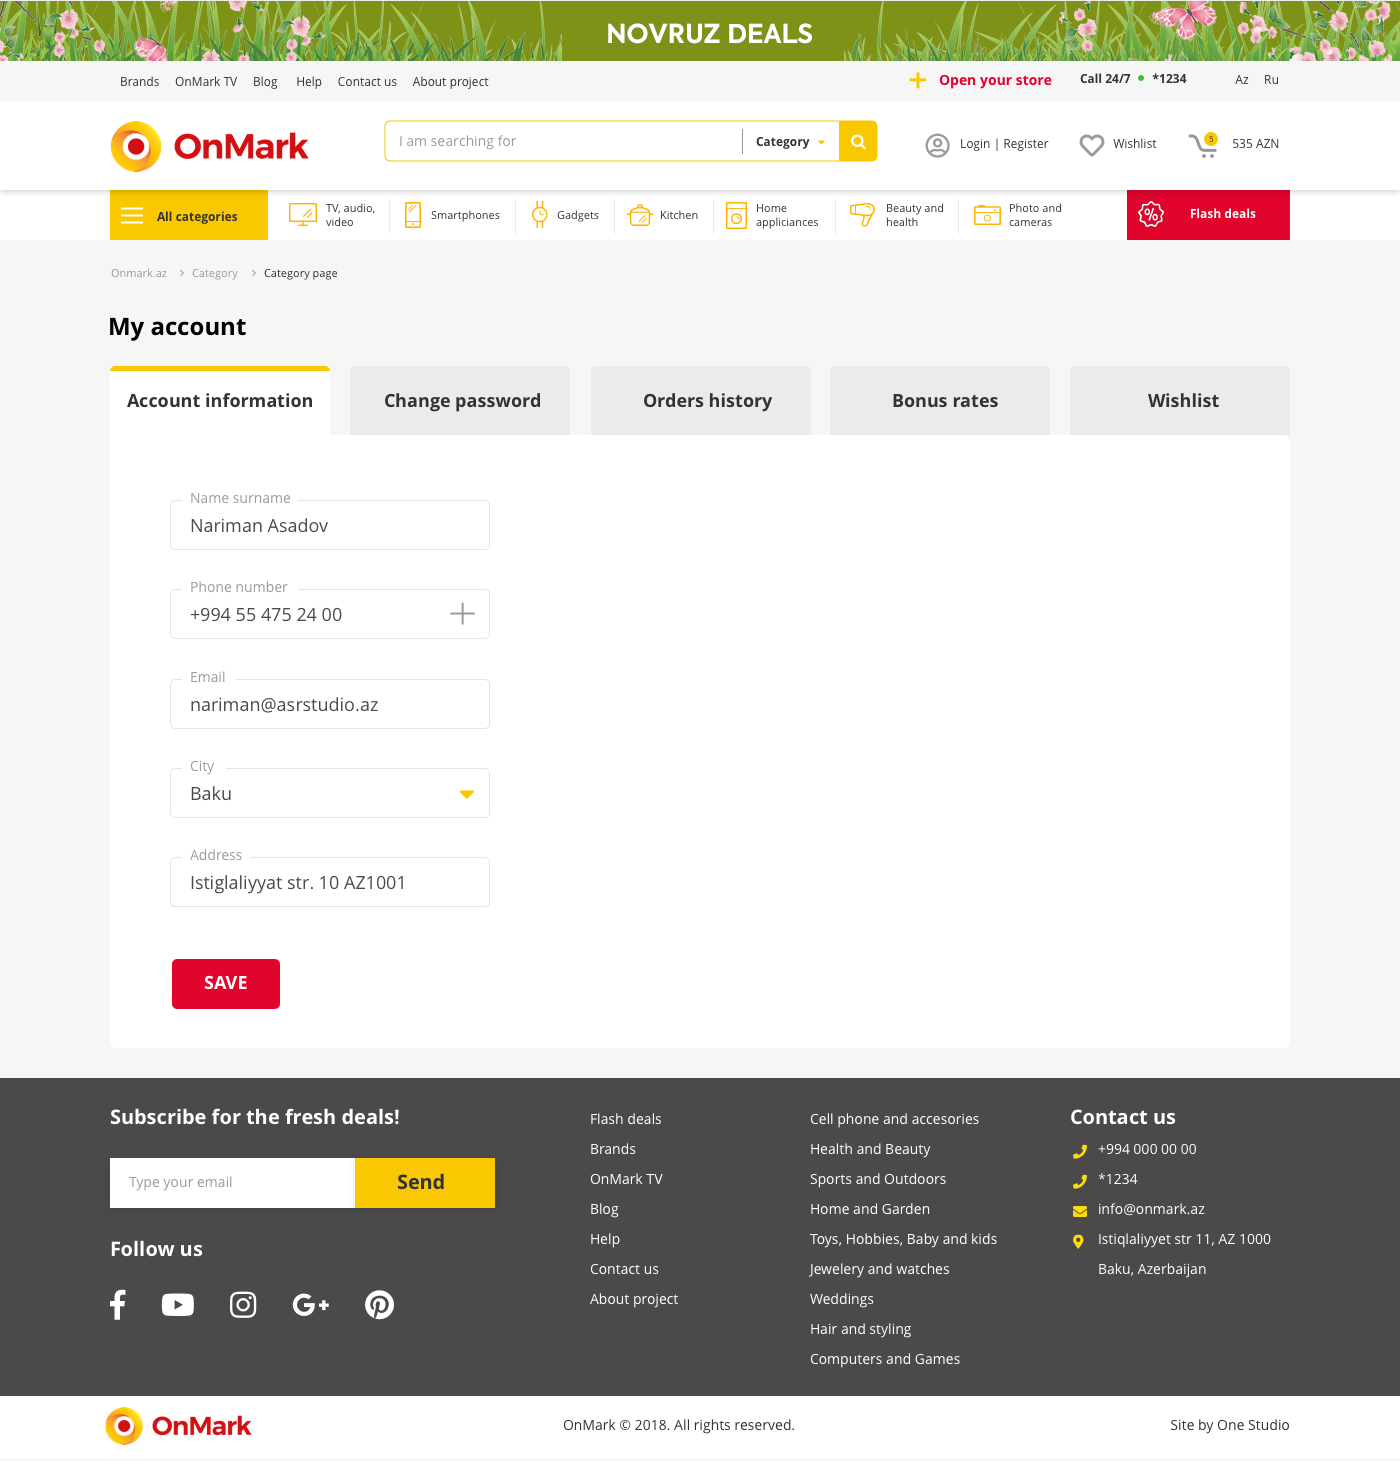 NOVRUZ DEALS
Brands OnMark TV Blog Help Contact us About project
Open your store Call 24/7 • *1234 Az Ru
OnMark
I am searching for
Category
Login | Register
Wishlist
5
535 AZN
All categories
TV, audio,
video
Smartphones
Gadgets
Kitchen
Home
appliciances
Beauty and
health
Photo and
cameras
Flash deals
Onmark.az > Category > Category page
My account
Account information
Change password
Orders history
Bonus rates
Wishlist
Name surname
Nariman Asadov
Phone number
+994 55 475 24 00
Email
nariman@asrstudio.az
City
Baku
Address
Istiglaliyyat str. 10 AZ1001
SAVE
Subscribe for the fresh deals!
Type your email
Send
Follow us
Flash deals
Brands
OnMark TV
Blog
Help
Contact us
About project
Cell phone and accesories
Health and Beauty
Sports and Outdoors
Home and Garden
Toys, Hobbies, Baby and kids
Jewelery and watches
Weddings
Hair and styling
Computers and Games
Contact us
+994 000 00 00
*1234
info@onmark.az
Istiqlaliyyet str 11, AZ 1000
Baku, Azerbaijan
OnMark
OnMark © 2018. All rights reserved.
Site by One Studio